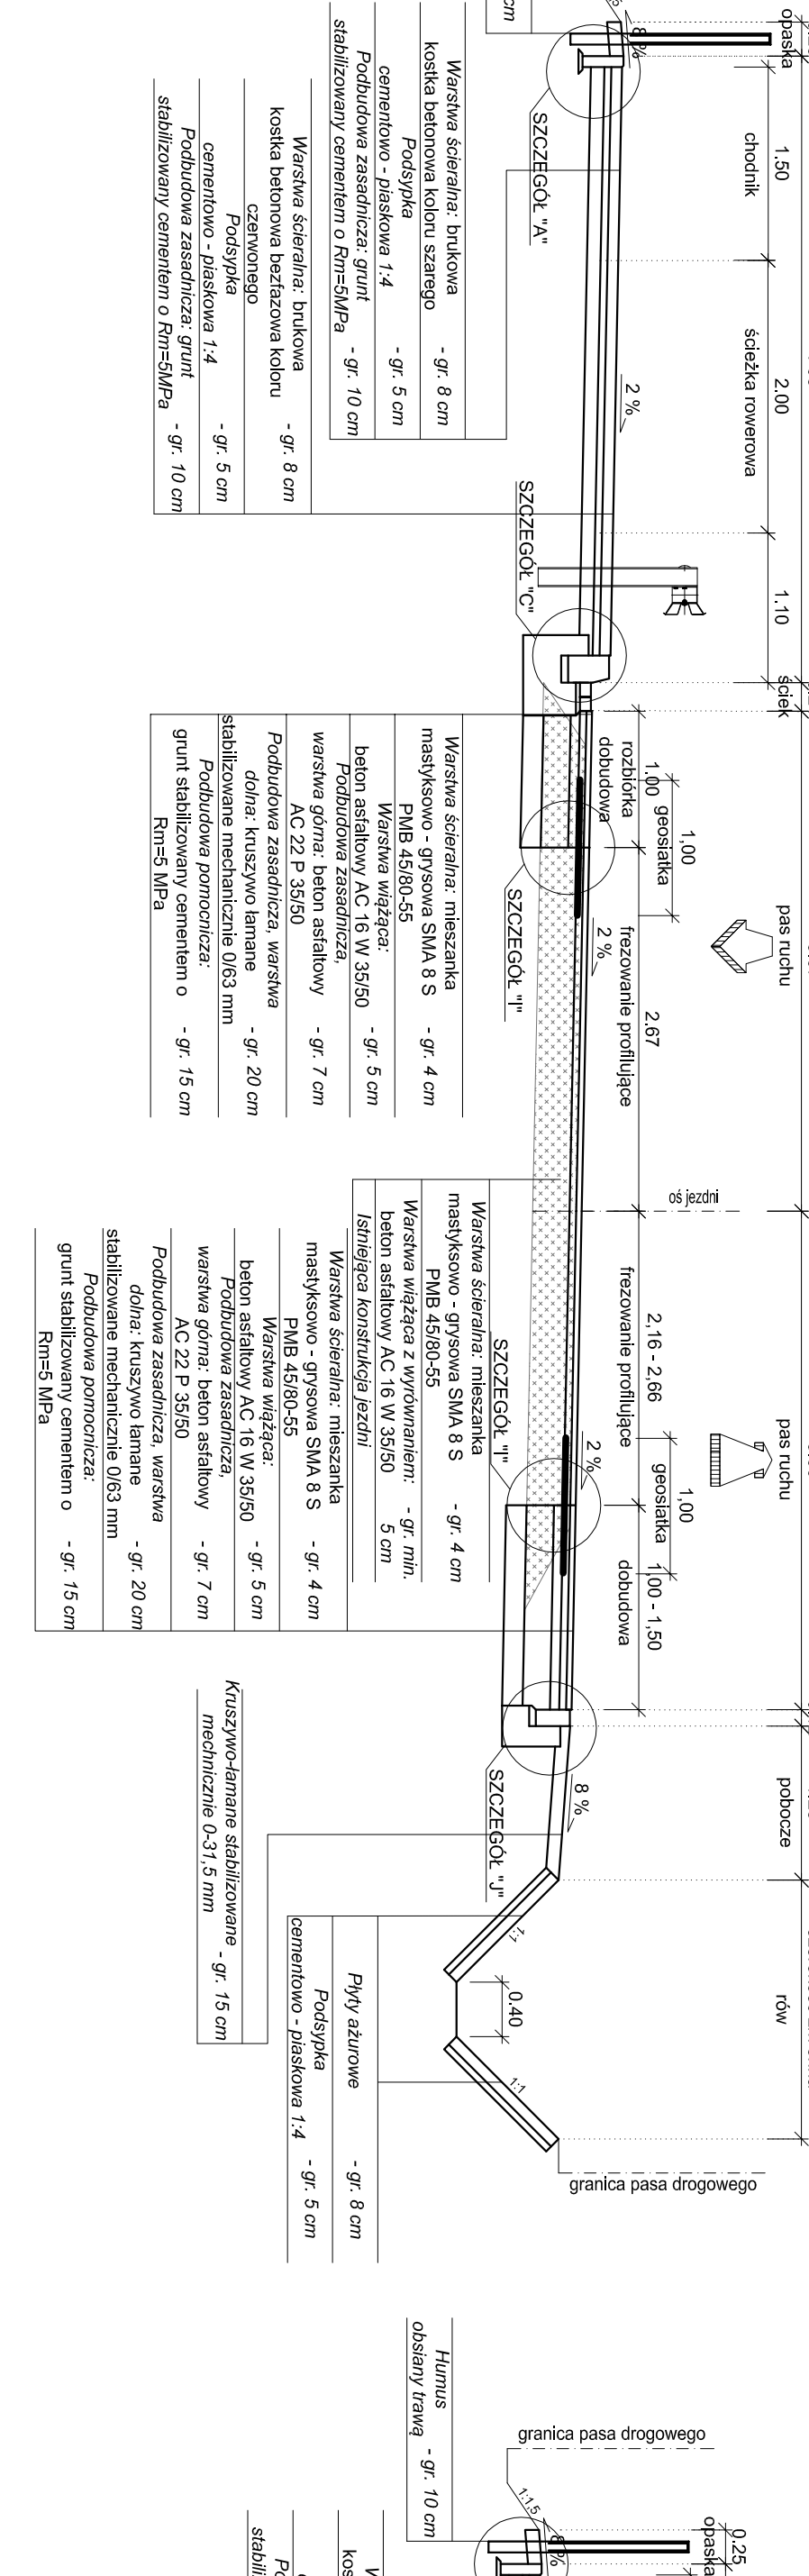 opaska
1.50
chodnik
2.00
ścieżka rowerowa
1.10
ściek
8 %
SZCZEGÓŁ "A"
2 %
SZCZEGÓŁ "C"
cm
Warstwa ścieralna: brukowa
kostka betonowa koloru szarego - gr. 8 cm
Podsypka
cementowo - piaskowa 1:4 - gr. 5 cm
Podbudowa zasadnicza: grunt
stabilizowany cementem o Rm=5MPa - gr. 10 cm
Warstwa ścieralna: brukowa
kostka betonowa bezfazowa koloru
czerwonego - gr. 8 cm
Podsypka
cementowo - piaskowa 1:4 - gr. 5 cm
Podbudowa zasadnicza: grunt
stabilizowany cementem o Rm=5MPa - gr. 10 cm
pas ruchu
1,00
geosiatka
1.00
rozbiórka
dobudowa
2.67
frezowanie profilujące
2 %
SZCZEGÓŁ "I"
Warstwa ścieralna: mieszanka
mastyksowo - grysowa SMA 8 S - gr. 4 cm
PMB 45/80-55
Warstwa wiążąca:
beton asfaltowy AC 16 W 35/50 - gr. 5 cm
Podbudowa zasadnicza,
warstwa górna: beton asfaltowy - gr. 7 cm
AC 22 P 35/50
Podbudowa zasadnicza, warstwa
dolna: kruszywo łamane - gr. 20 cm
stabilizowane mechanicznie 0/63 mm
Podbudowa pomocnicza:
grunt stabilizowany cementem o - gr. 15 cm
Rm=5 MPa
oś jezdni
pas ruchu
2,16 - 2,66
frezowanie profilujące
1,00
geosiatka
1,00 - 1,50
dobudowa
2 %
SZCZEGÓŁ "I"
Warstwa ścieralna: mieszanka
mastyksowo - grysowa SMA 8 S - gr. 4 cm
PMB 45/80-55
Warstwa wiążąca z wyrównaniem: - gr. min.
beton asfaltowy AC 16 W 35/50 5 cm
Istniejąca konstrukcja jezdni
Warstwa ścieralna: mieszanka
mastyksowo - grysowa SMA 8 S - gr. 4 cm
PMB 45/80-55
Warstwa wiążąca:
beton asfaltowy AC 16 W 35/50 - gr. 5 cm
Podbudowa zasadnicza,
warstwa górna: beton asfaltowy - gr. 7 cm
AC 22 P 35/50
Podbudowa zasadnicza, warstwa
dolna: kruszywo łamane - gr. 20 cm
stabilizowane mechanicznie 0/63 mm
Podbudowa pomocnicza:
grunt stabilizowany cementem o - gr. 15 cm
Rm=5 MPa
pobocze
8 %
SZCZEGÓŁ "J"
Kruszywo-łamane stabilizowane
mechnicznie 0-31,5 mm - gr. 15 cm
rów
1:1
0.40
1:1
Płyty ażurowe - gr. 8 cm
Podsypka
cementowo - piaskowa 1:4 - gr. 5 cm
granica pasa drogowego
granica pasa drogowego
Humus
obsiany trawą - gr. 10 cm
1:1,5
8 %
0.25
opaska